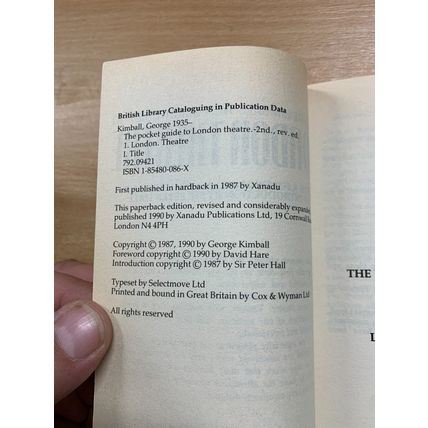 British Library Cataloguing in Publication Data
Kimball, George 1935–
The pocket guide to London theatre.-2nd., rev. ed.
1. London. Theatre
I. Title
792.09421
ISBN 1-85480-086-X
First published in hardback in 1987 by Xanadu
This paperback edition, revised and considerably expanded
published 1990 by Xanadu Publications Ltd, 19 Cornwall
London N4 4PH
Copyright © 1987, 1990 by George Kimball
Foreword copyright © 1990 by David Hare
Introduction copyright © 1987 by Sir Peter Hall
Typeset by Selectmove Ltd
Printed and bound in Great Britain by Cox & Wyman Ltd
All rights reserved
THE
L